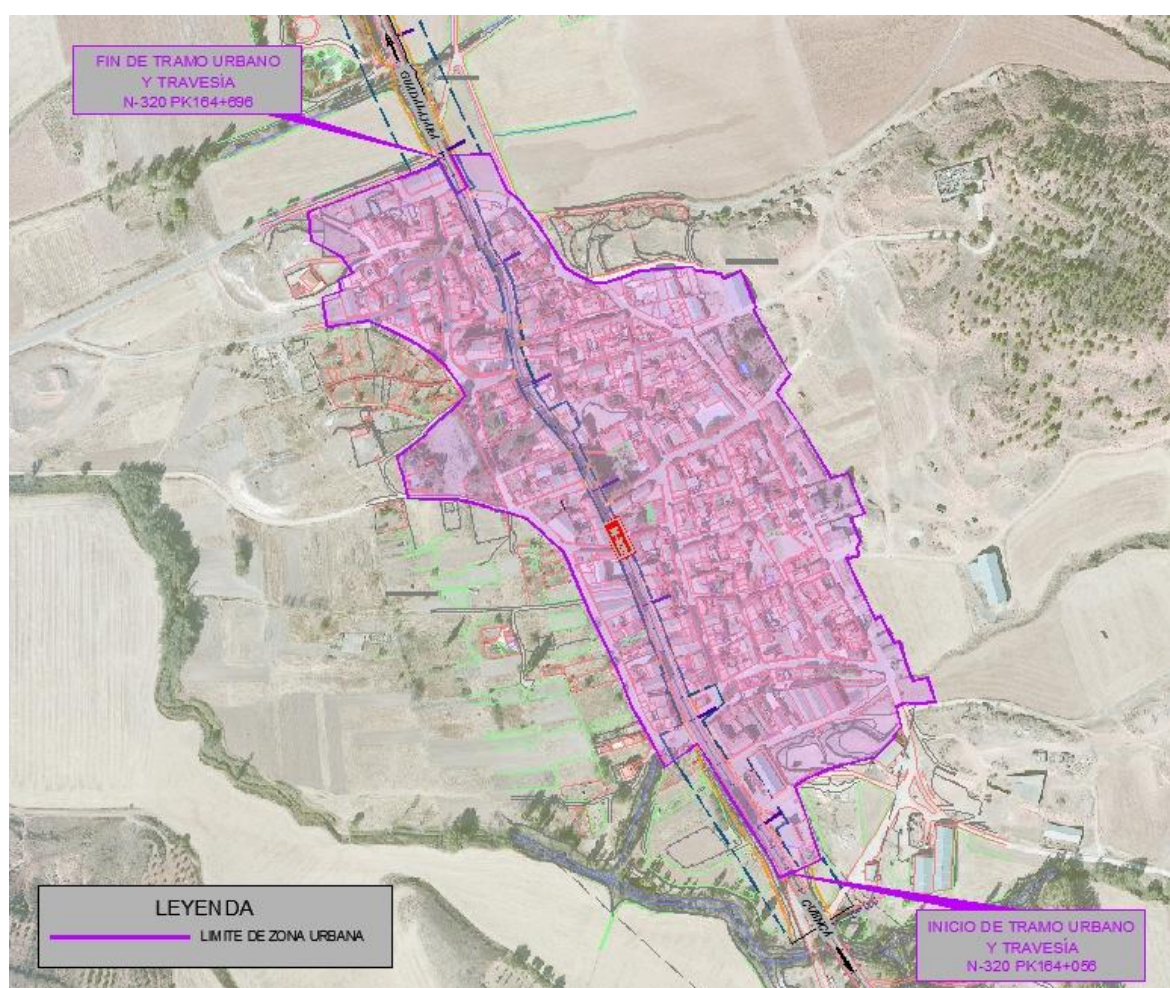 FIN DE TRAMO URBANO
Y TRAVESÍA
N-320 PK164+696
GUADALAJARA
CUENCA
INICIO DE TRAMO URBANO
Y TRAVESÍA
N-320 PK164+056
LEYENDA
LIMITE DE ZONA URBANA